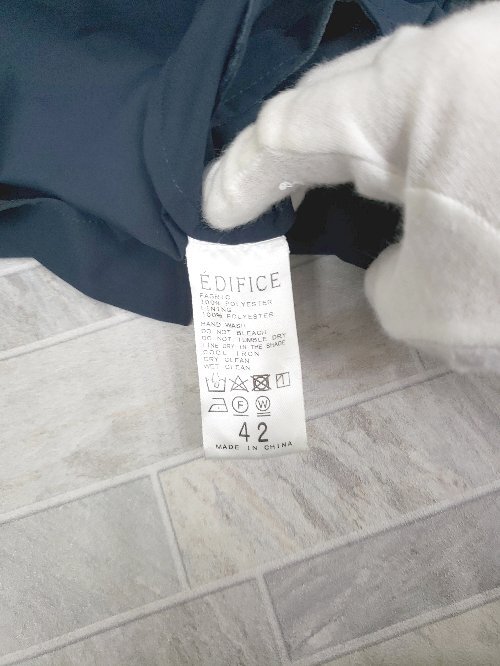 ÉDIFICE
FABRIC
100% POLYESTER
LINING
100% POLYESTER
HAND WASH
DO NOT BLEACH
DO NOT TUMBLE DRY
LINE DRY IN THE SHADE
COOL IRON
DRY CLEAN
WET CLEAN
F W
42
MADE IN CHINA